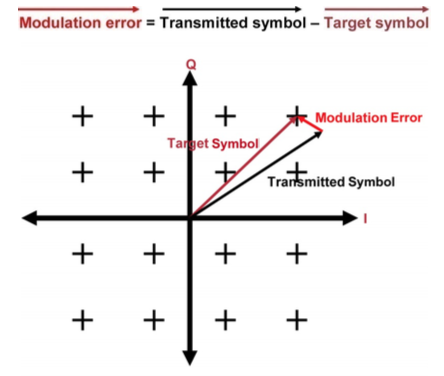 Modulation error = Transmitted symbol – Target symbol
Q
Modulation Error
Target Symbol
Transmitted Symbol
I